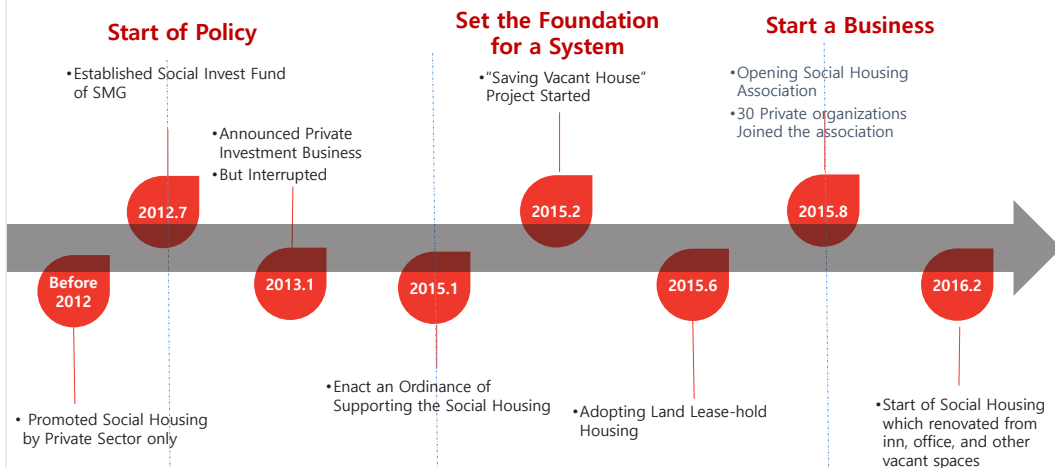 Start of Policy
Set the Foundation
for a System
Start a Business
•Established Social Invest Fund
of SMG
•Announced Private
Investment Business
•But Interrupted
•"Saving Vacant House"
Project Started
•Opening Social Housing
Association
•30 Private organizations
Joined the association
2012.7
2015.2
2015.8
Before
2012
2013.1
2015.1
2015.6
2016.2
• Promoted Social Housing
by Private Sector only
•Enact an Ordinance of
Supporting the Social Housing
•Adopting Land Lease-hold
Housing
•Start of Social Housing
which renovated from
inn, office, and other
vacant spaces